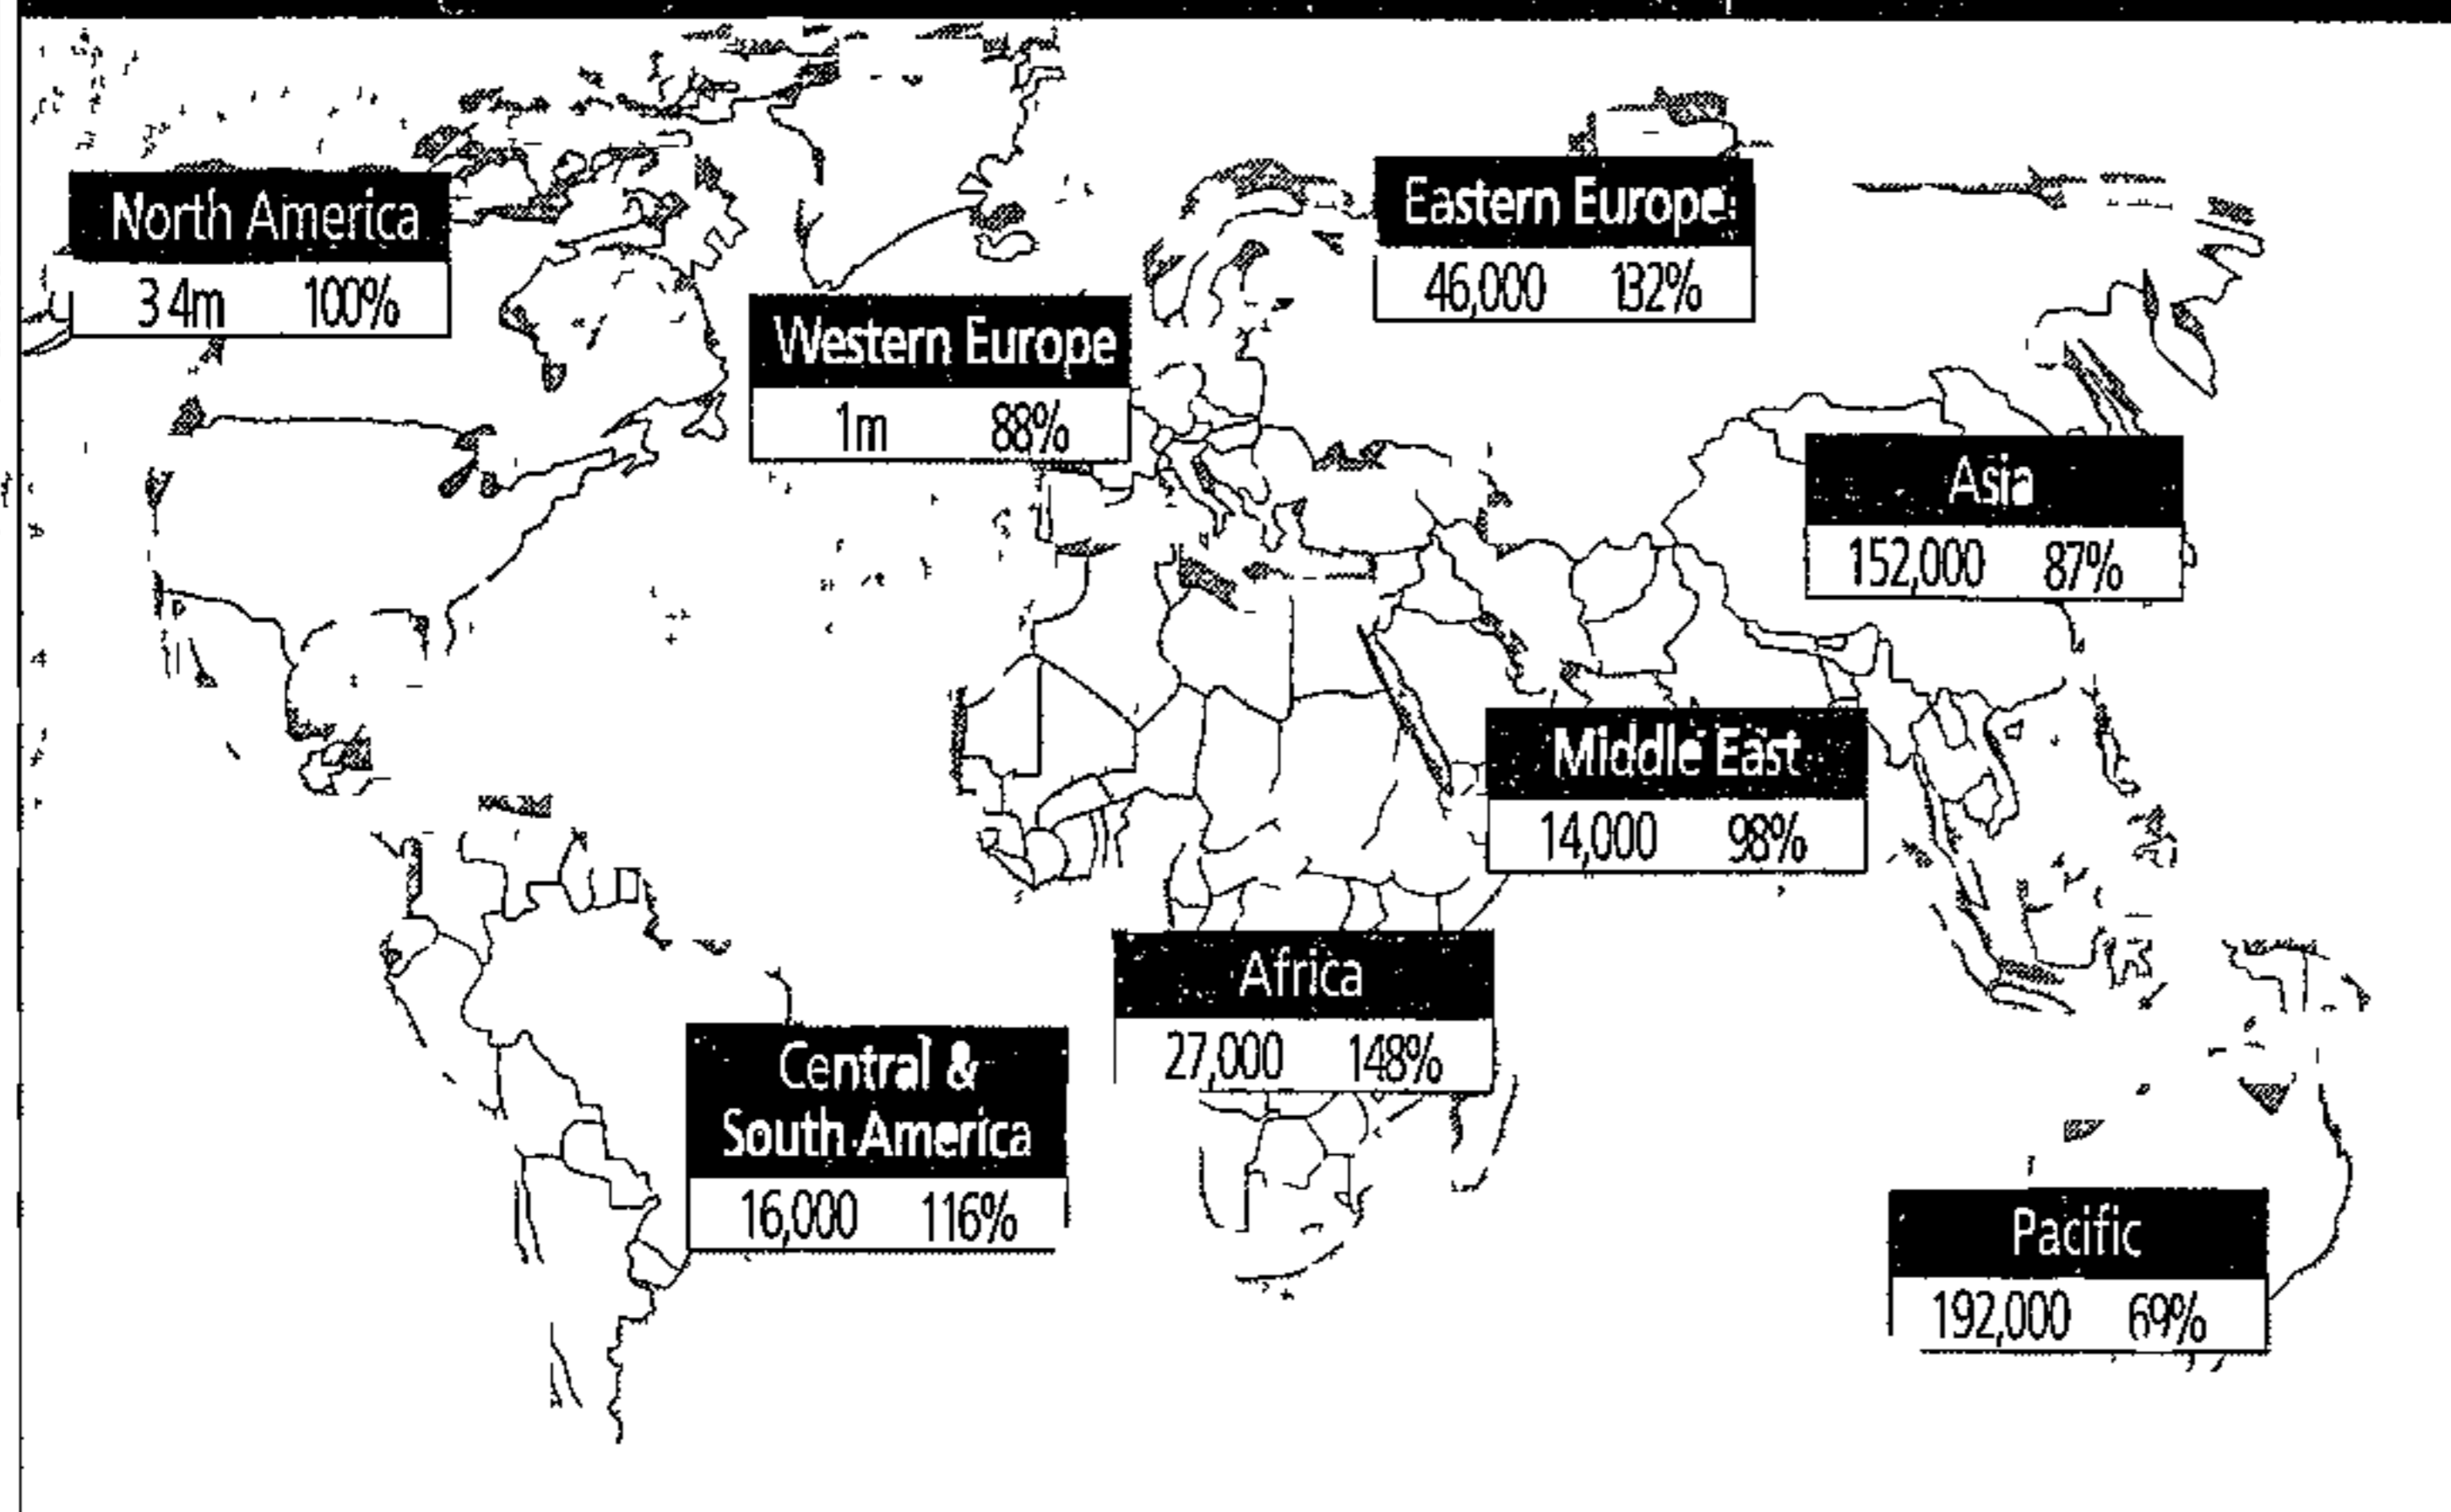 North America
3 4m 100%
Eastern Europe
46,000 132%
Western Europe
1m 88%
Asia
152,000 87%
Middle East
14,000 98%
Africa
27,000 148%
Central &
South America
16,000 116%
Pacific
192,000 69%